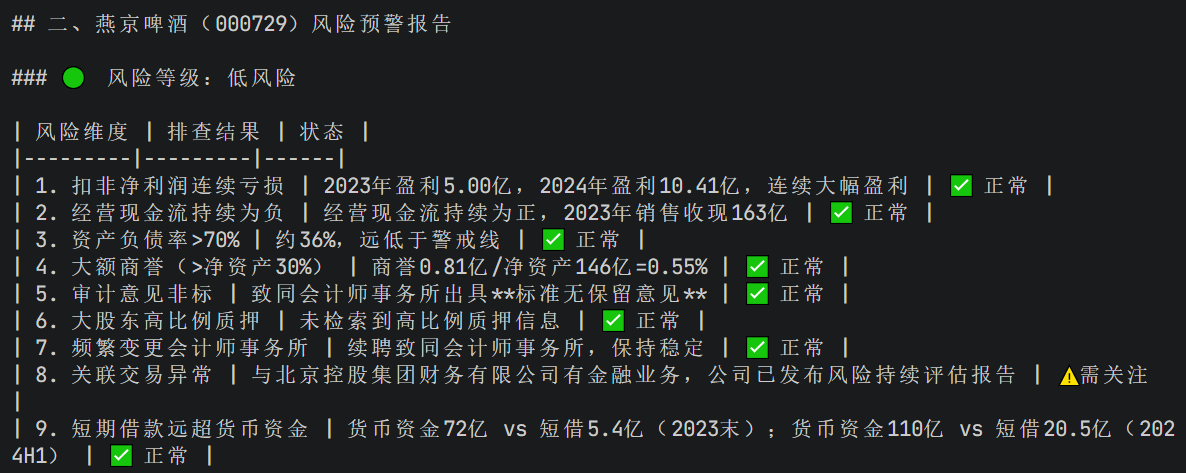 ## 二、燕京啤酒（000729）风险预警报告
### 🟢 风险等级：低风险
| 风险维度 | 排查结果 | 状态 |
|---------|---------|------|
| 1. 扣非净利润连续亏损 | 2023年盈利5.00亿，2024年盈利10.41亿，连续大幅盈利 | ✅ 正常 |
| 2. 经营现金流持续为负 | 经营现金流持续为正，2023年销售收现163亿 | ✅ 正常 |
| 3. 资产负债率>70% | 约36%，远低于警戒线 | ✅ 正常 |
| 4. 大额商誉（>净资产30%） | 商誉0.81亿/净资产146亿=0.55% | ✅ 正常 |
| 5. 审计意见非标 | 致同会计师事务所出具**标准无保留意见** | ✅ 正常 |
| 6. 大股东高比例质押 | 未检索到高比例质押信息 | ✅ 正常 |
| 7. 频繁变更会计师事务所 | 续聘致同会计师事务所，保持稳定 | ✅ 正常 |
| 8. 关联交易异常 | 与北京控股集团财务有限公司有金融业务，公司已发布风险持续评估报告 | ⚠️需关注
|
| 9. 短期借款远超货币资金 | 货币资金72亿 vs 短借5.4亿（2023末）；货币资金110亿 vs 短借20.5亿（202
4H1） | ✅ 正常 |